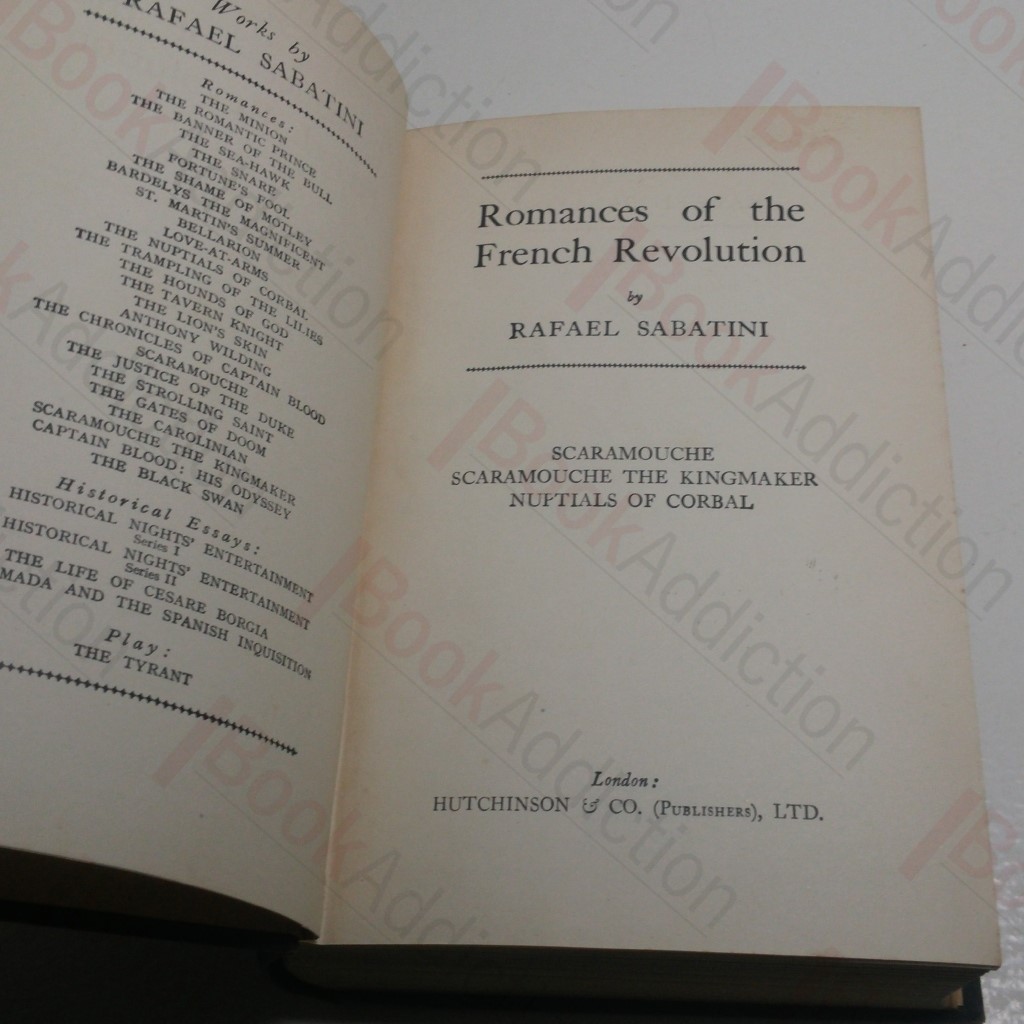 Works by
RAFAEL SABATINI
Romances:
THE MINION
THE ROMANTIC PRINCE
THE BANNER OF THE BULL
THE SEA-HAWK
THE SNARE
FORTUNE'S FOOL
THE SHAME OF MOTLEY
BARDELYS THE MAGNIFICENT
ST. MARTIN'S SUMMER
BELLARION
LOVE-AT-ARMS
THE NUPTIALS OF CORBAL
THE TRAMPLING OF THE LILIES
THE HOUNDS OF GOD
THE TAVERN KNIGHT
THE LION'S SKIN
ANTHONY WILDING
THE CHRONICLES OF CAPTAIN BLOOD
SCARAMOUCHE
THE JUSTICE OF THE DUKE
THE STROLLING SAINT
THE GATES OF DOOM
THE CAROLINIAN
SCARAMOUCHE THE KINGMAKER
CAPTAIN BLOOD: HIS ODYSSEY
THE BLACK SWAN
Historical Essays:
HISTORICAL NIGHTS' ENTERTAINMENT
Series I
HISTORICAL NIGHTS' ENTERTAINMENT
Series II
THE LIFE OF CESARE BORGIA
MADA AND THE SPANISH INQUISITION
Play:
THE TYRANT
Romances of the
French Revolution
by
RAFAEL SABATINI
SCARAMOUCHE
SCARAMOUCHE THE KINGMAKER
NUPTIALS OF CORBAL
London:
HUTCHINSON & CO. (PUBLISHERS), LTD.
BookAddiction